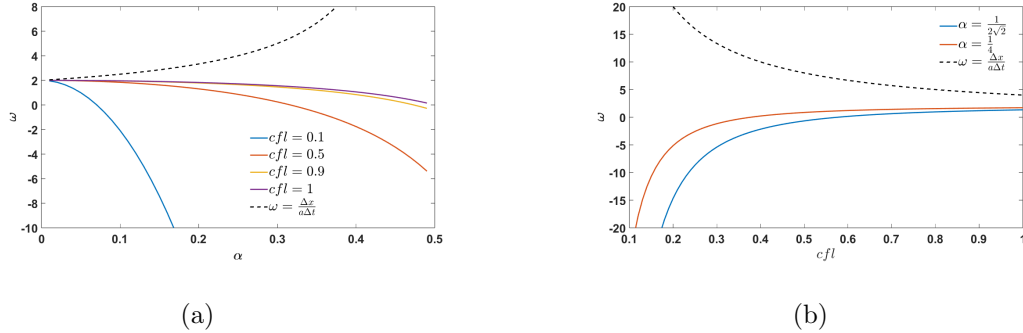 8
6
4
2
0
-2
-4
-6
-8
-10
ω
0
0.1
0.2
0.3
0.4
0.5
α
cfl = 0.1
cfl = 0.5
cfl = 0.9
cfl = 1
ω = Δx/aΔt
(a)
20
15
10
5
0
-5
-10
-15
-20
ω
0.1
0.2
0.3
0.4
0.5
0.6
0.7
0.8
0.9
1
cfl
α = 1/2√2
α = 1/4
ω = Δx/aΔt
(b)